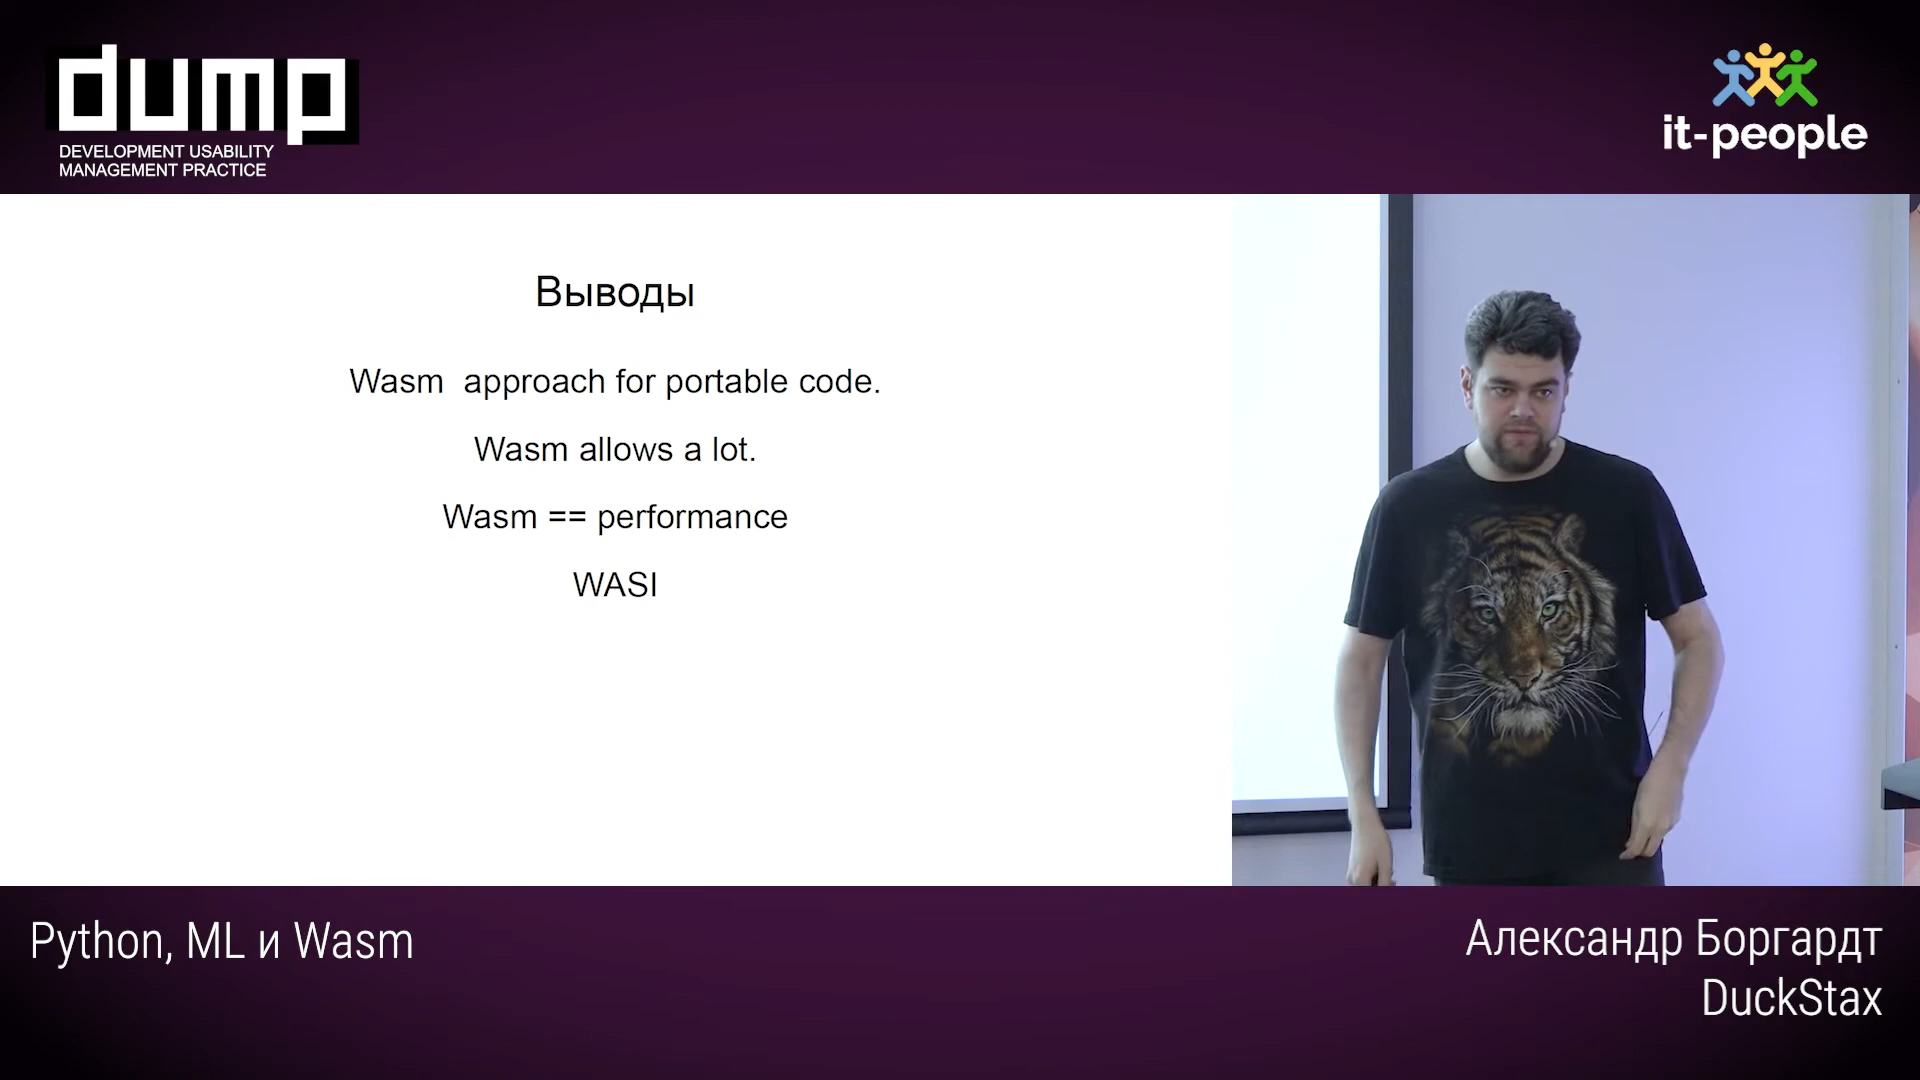 dump
DEVELOPMENT USABILITY
MANAGEMENT PRACTICE
it-people
Выводы
Wasm approach for portable code.
Wasm allows a lot.
Wasm == performance
WASI
Python, ML и Wasm
Александр Боргардт
DuckStax